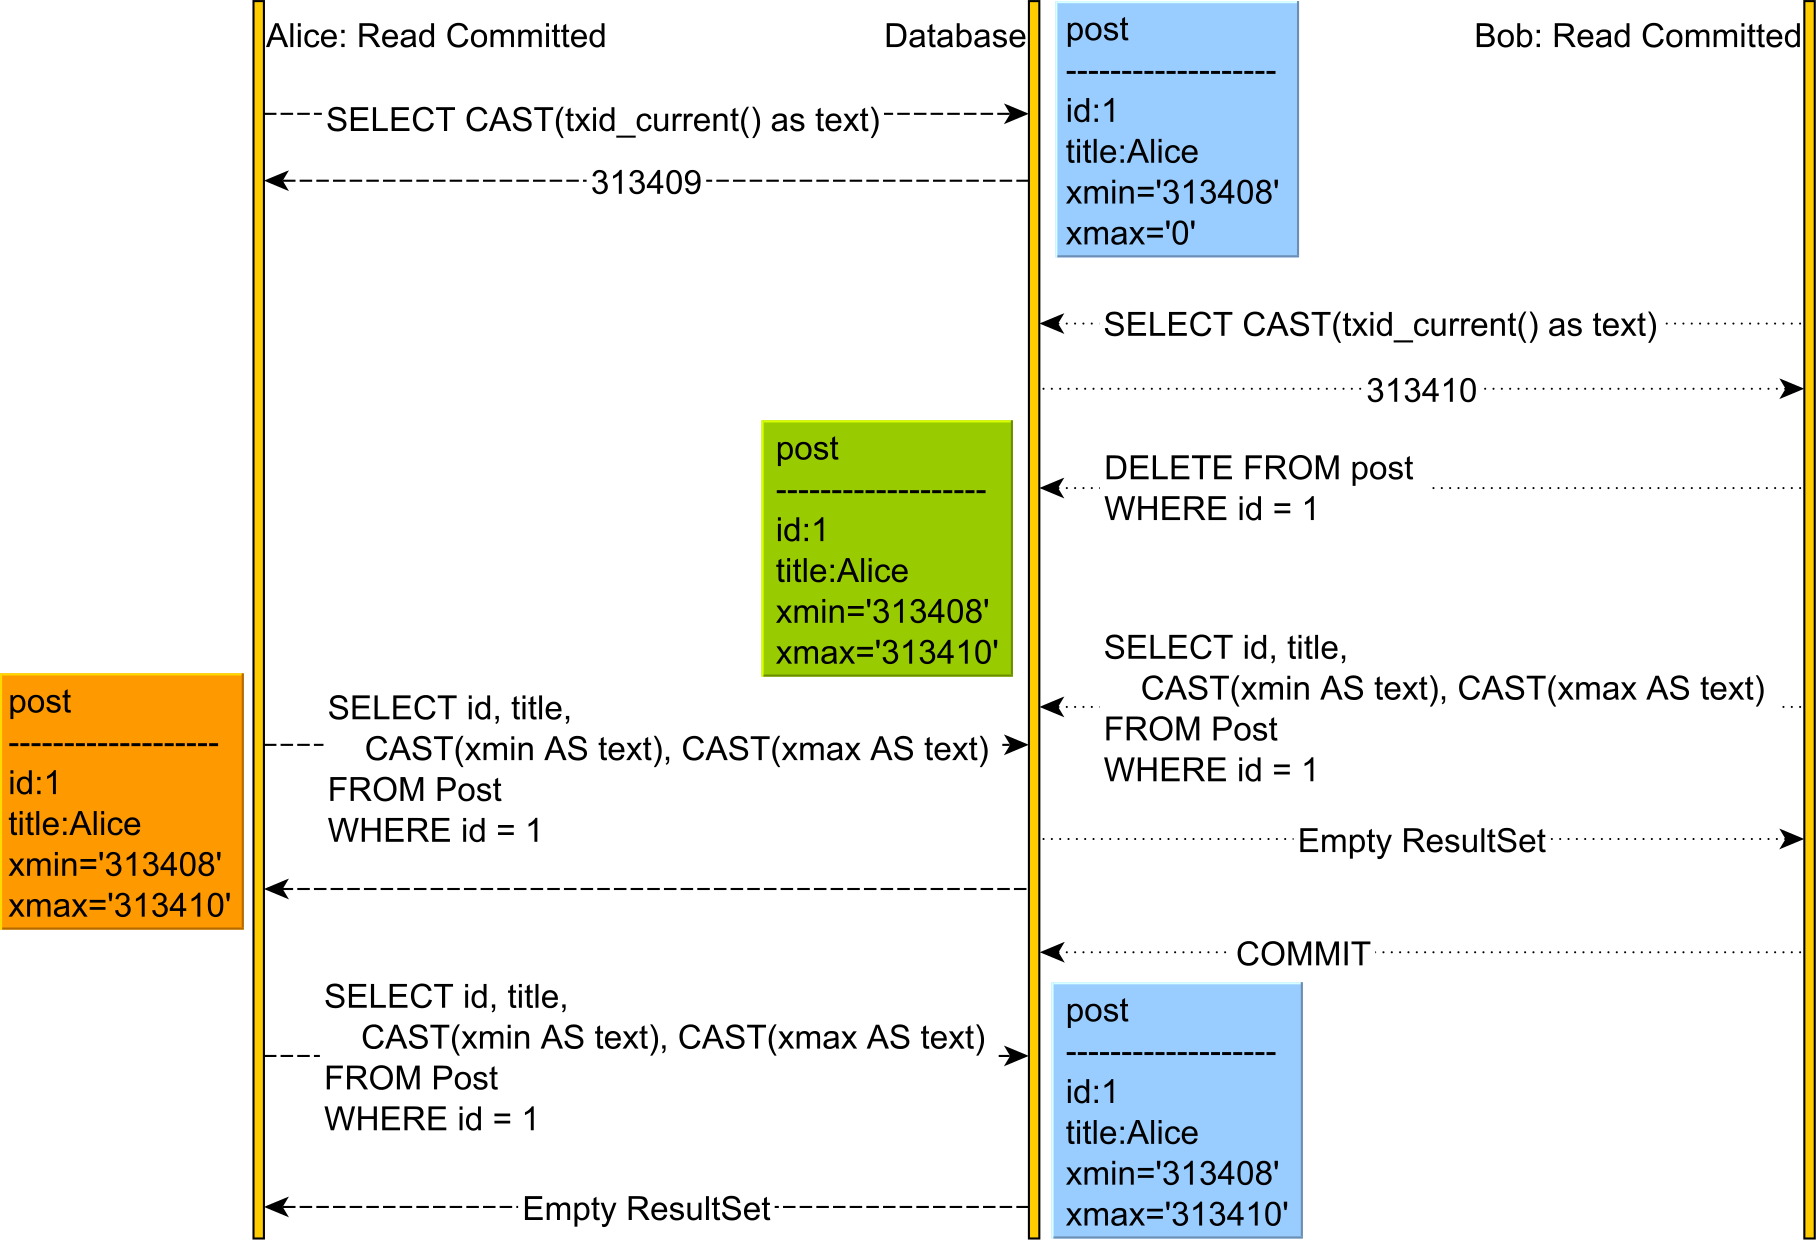 Alice: Read Committed
Database
Bob: Read Committed
post
-------------------
id:1
title:Alice
xmin='313408'
xmax='0'
SELECT CAST(txid_current() as text)
313409
SELECT CAST(txid_current() as text)
313410
DELETE FROM post
WHERE id = 1
post
-------------------
id:1
title:Alice
xmin='313408'
xmax='313410'
SELECT id, title,
CAST(xmin AS text), CAST(xmax AS text)
FROM Post
WHERE id = 1
Empty ResultSet
SELECT id, title,
CAST(xmin AS text), CAST(xmax AS text)
FROM Post
WHERE id = 1
post
-------------------
id:1
title:Alice
xmin='313408'
xmax='313410'
COMMIT
SELECT id, title,
CAST(xmin AS text), CAST(xmax AS text)
FROM Post
WHERE id = 1
post
-------------------
id:1
title:Alice
xmin='313408'
xmax='313410'
Empty ResultSet